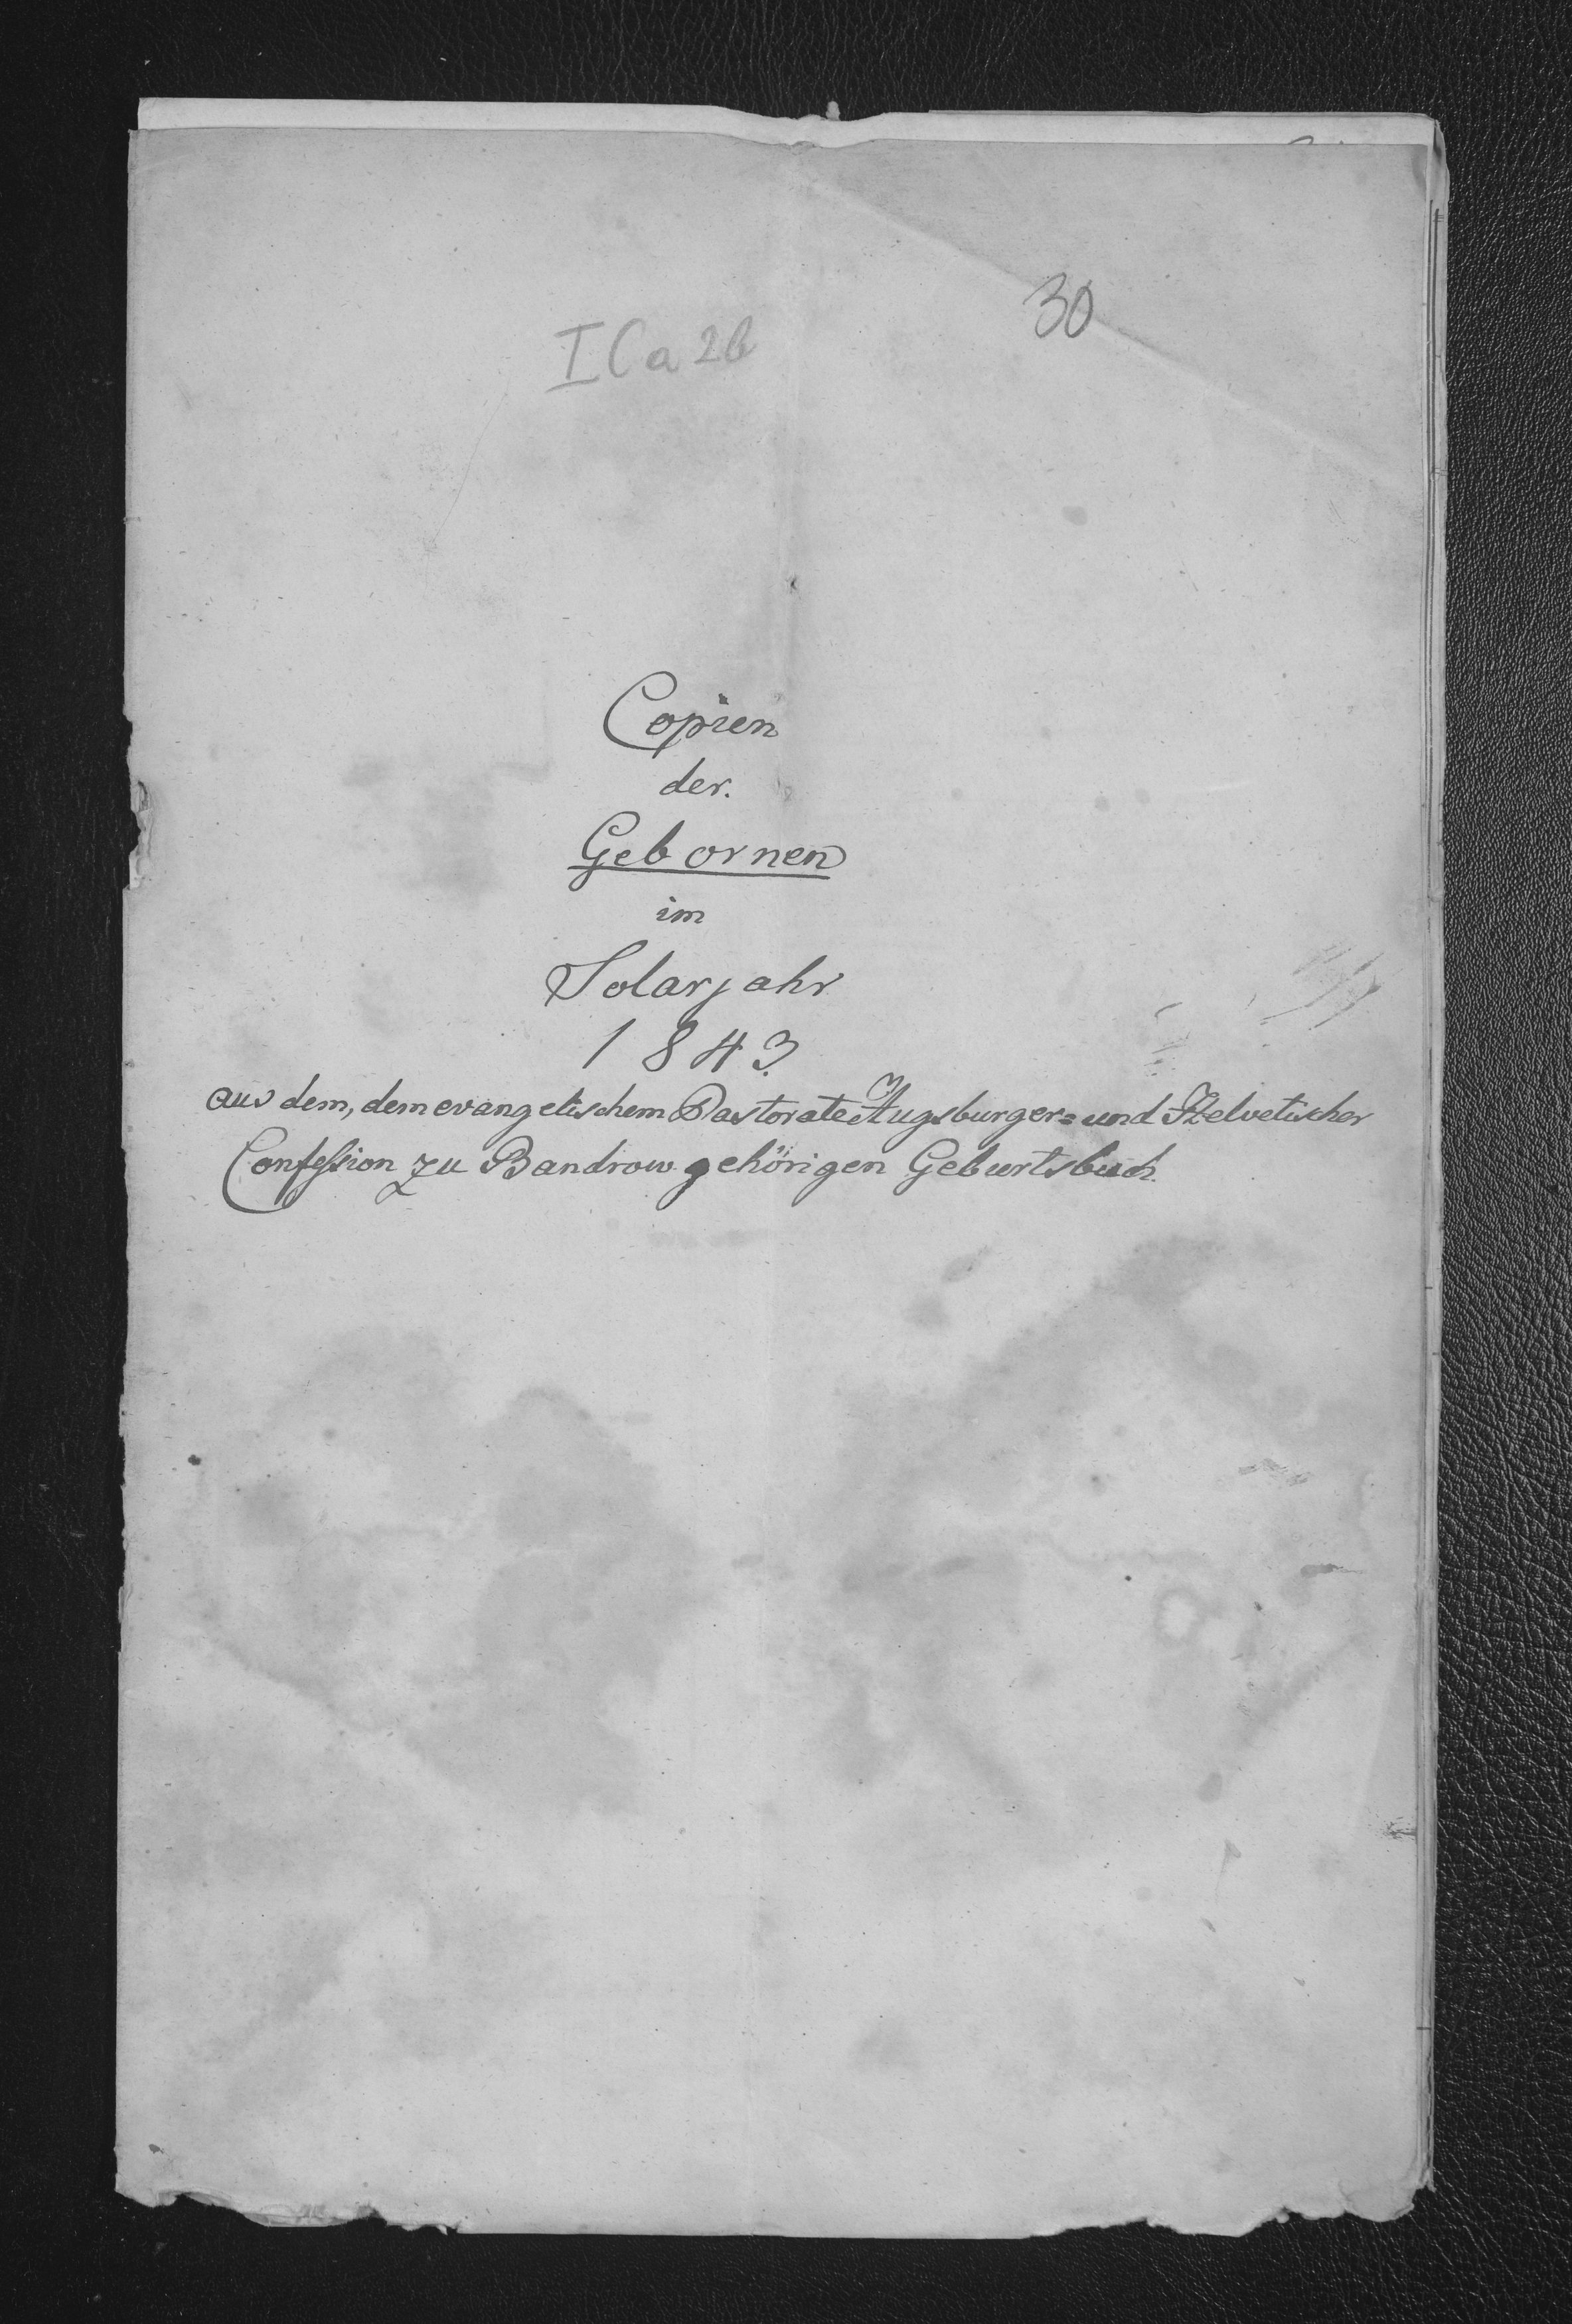 30
I C a 2b
Copien
der.
Gebornen
im
Solarjahr
1843.
aus dem, dem evangelischem Pastorate Augsburger= und Helvetischer
Confeßion zu Bandrow gehörigen Geburtsbuch.